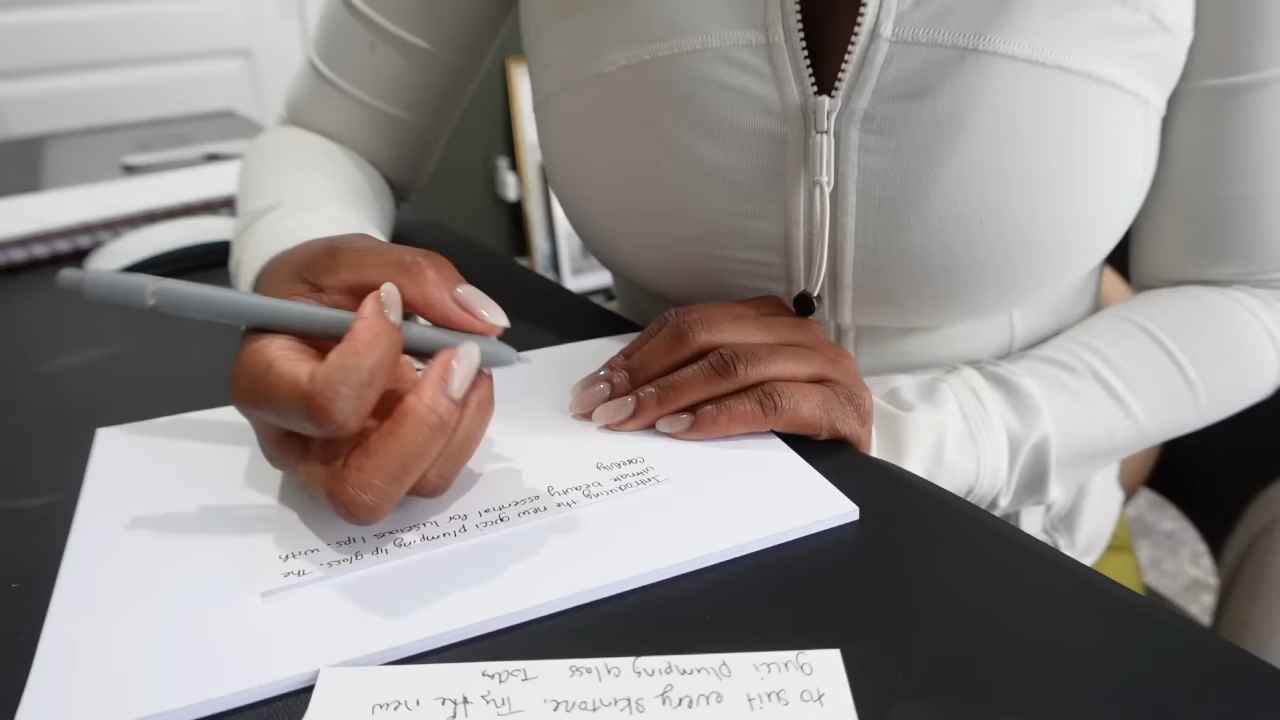 Introducing the new gucci plumping lip gloss. The
ultmate beauty essential for luscious lips. with
carefully
to suit every skintone. Try the new
gucci plumping gloss Today